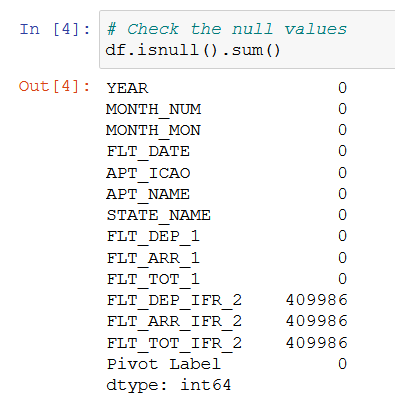 In [4]: # Check the null values
df.isnull().sum()
Out[4]: YEAR 0
MONTH_NUM 0
MONTH_MON 0
FLT_DATE 0
APT_ICAO 0
APT_NAME 0
STATE_NAME 0
FLT_DEP_1 0
FLT_ARR_1 0
FLT_TOT_1 0
FLT_DEP_IFR_2 409986
FLT_ARR_IFR_2 409986
FLT_TOT_IFR_2 409986
Pivot Label 0
dtype: int64